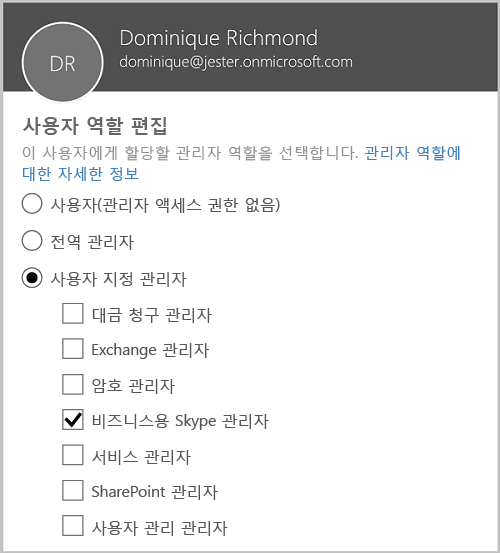 DR
Dominique Richmond
dominique@jester.onmicrosoft.com
사용자 역할 편집
이 사용자에게 할당할 관리자 역할을 선택합니다. 관리자 역할에
대한 자세한 정보
사용자(관리자 액세스 권한 없음)
전역 관리자
사용자 지정 관리자
대금 청구 관리자
Exchange 관리자
암호 관리자
비즈니스용 Skype 관리자
서비스 관리자
SharePoint 관리자
사용자 관리 관리자